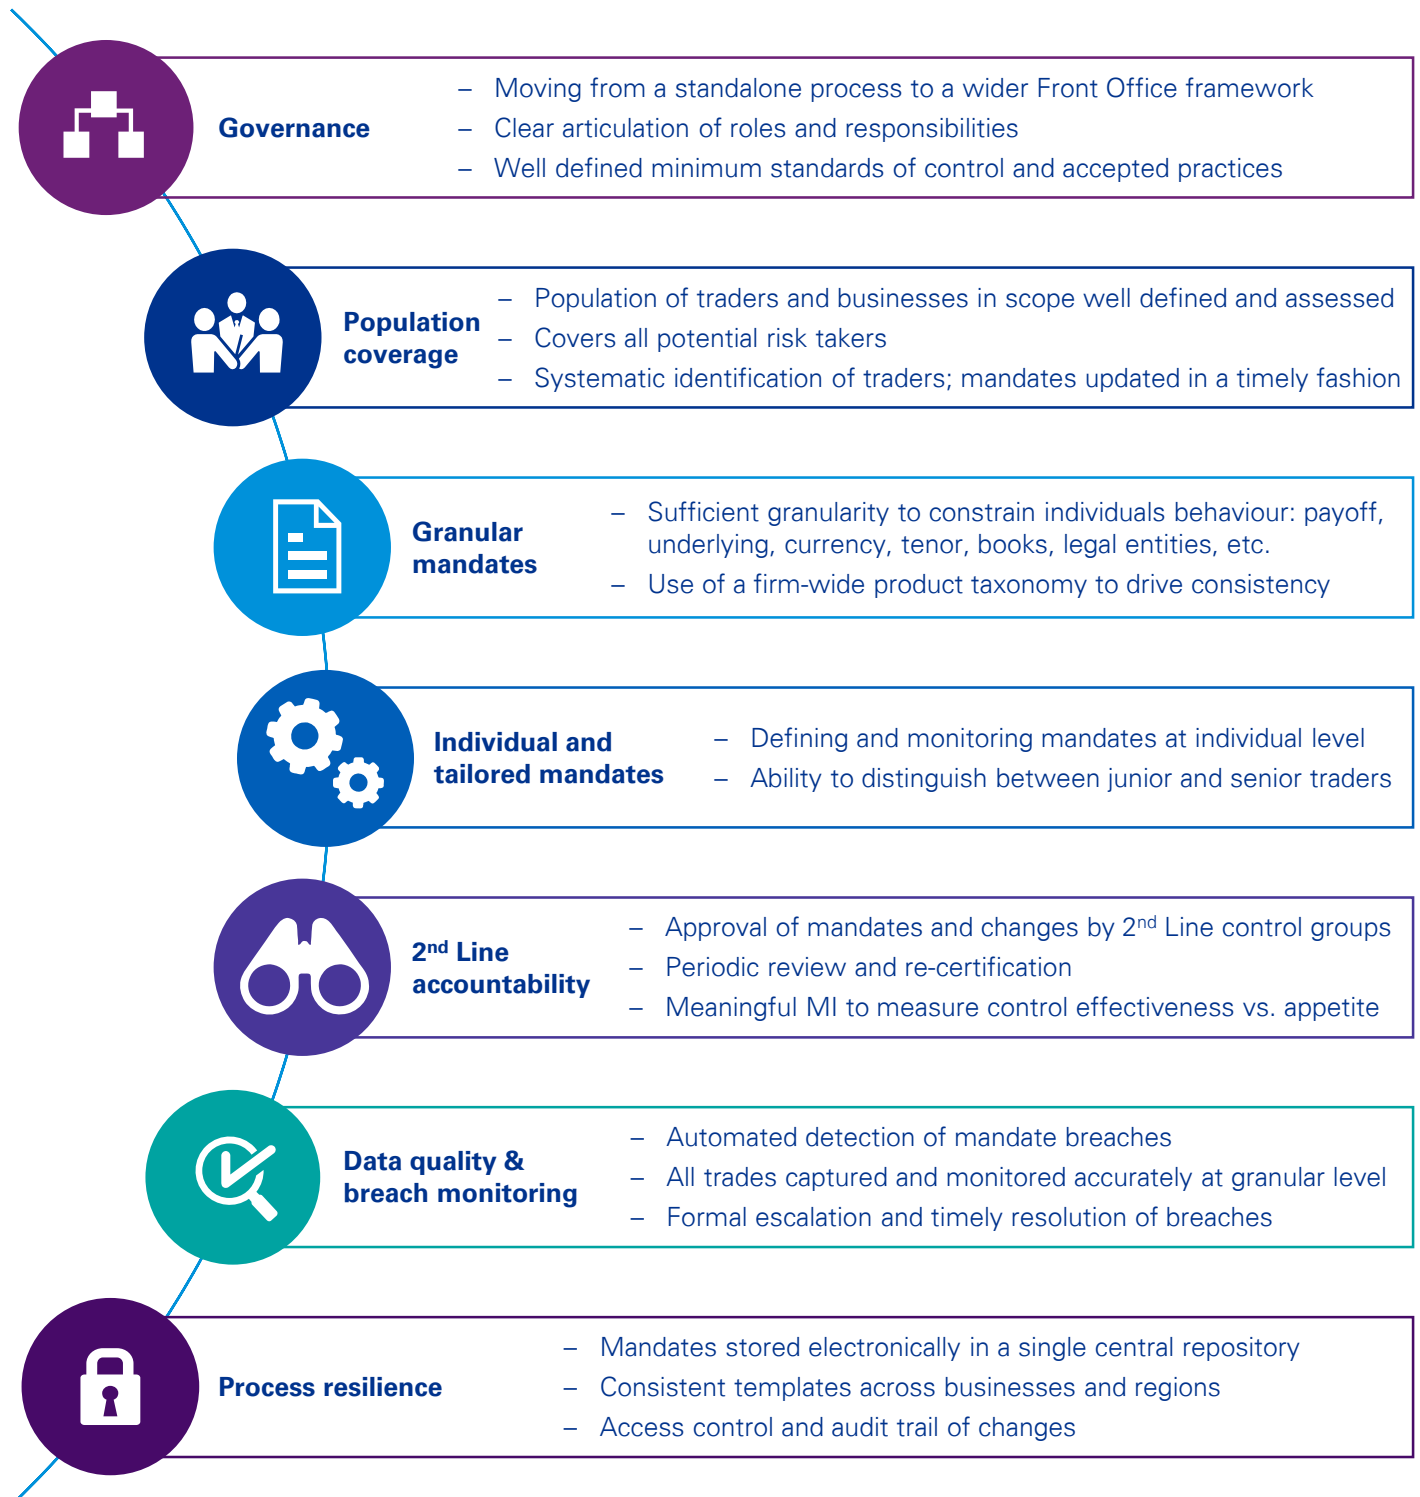 Governance
– Moving from a standalone process to a wider Front Office framework
– Clear articulation of roles and responsibilities
– Well defined minimum standards of control and accepted practices
Population
coverage
– Population of traders and businesses in scope well defined and assessed
– Covers all potential risk takers
– Systematic identification of traders; mandates updated in a timely fashion
Granular
mandates
– Sufficient granularity to constrain individuals behaviour: payoff,
underlying, currency, tenor, books, legal entities, etc.
– Use of a firm-wide product taxonomy to drive consistency
Individual and
tailored mandates
– Defining and monitoring mandates at individual level
– Ability to distinguish between junior and senior traders
2nd Line
accountability
– Approval of mandates and changes by 2nd Line control groups
– Periodic review and re-certification
– Meaningful MI to measure control effectiveness vs. appetite
Data quality &
breach monitoring
– Automated detection of mandate breaches
– All trades captured and monitored accurately at granular level
– Formal escalation and timely resolution of breaches
Process resilience
– Mandates stored electronically in a single central repository
– Consistent templates across businesses and regions
– Access control and audit trail of changes